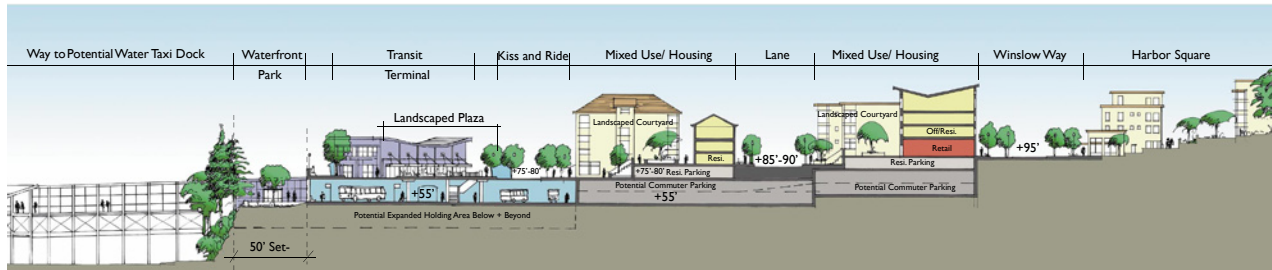 Way to Potential Water Taxi Dock
Waterfront
Park
Transit
Terminal
Kiss and Ride
Mixed Use/ Housing
Lane
Mixed Use/ Housing
Winslow Way
Harbor Square
Landscaped Plaza
Landscaped Courtyard
Landscaped Courtyard
Off/Resi.
Retail
Resi.
+85'-90'
+95'
Resi. Parking
+75'-80'
+75'-80'
Resi. Parking
+55'
Potential Commuter Parking
+55'
Potential Commuter Parking
Potential Expanded Holding Area Below + Beyond
50' Set-